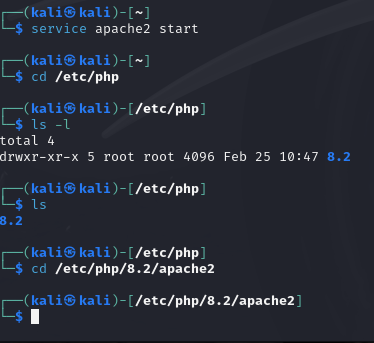 ┌──(kali㉿kali)-[~]
└─$ service apache2 start
┌──(kali㉿kali)-[~]
└─$ cd /etc/php
┌──(kali㉿kali)-[/etc/php]
└─$ ls -l
total 4
drwxr-xr-x 5 root root 4096 Feb 25 10:47 8.2
┌──(kali㉿kali)-[/etc/php]
└─$ ls
8.2
┌──(kali㉿kali)-[/etc/php]
└─$ cd /etc/php/8.2/apache2
┌──(kali㉿kali)-[/etc/php/8.2/apache2]
└─$